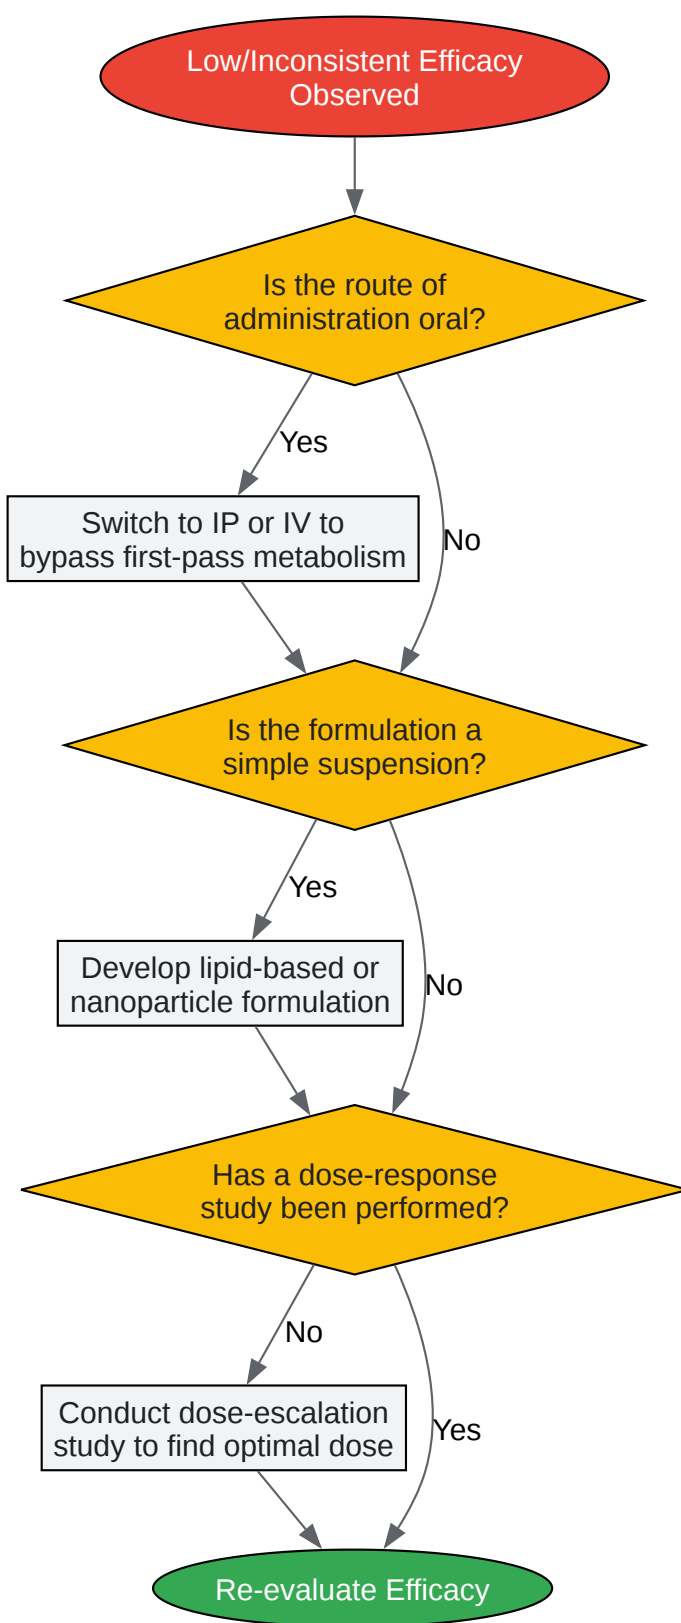 Low/Inconsistent Efficacy
Observed
Is the route of
administration oral?
Yes
Switch to IP or IV to
bypass first-pass metabolism
No
Is the formulation a
simple suspension?
Yes
Develop lipid-based or
nanoparticle formulation
No
Has a dose-response
study been performed?
No
Conduct dose-escalation
study to find optimal dose
Yes
Re-evaluate Efficacy